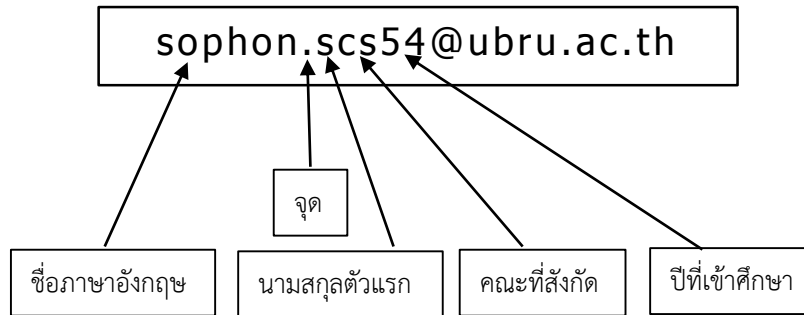 sophon.scs54@ubru.ac.th
จุด
ชื่อภาษาอังกฤษ
นามสกุลตัวแรก
คณะที่สังกัด
ปีที่เข้าศึกษา